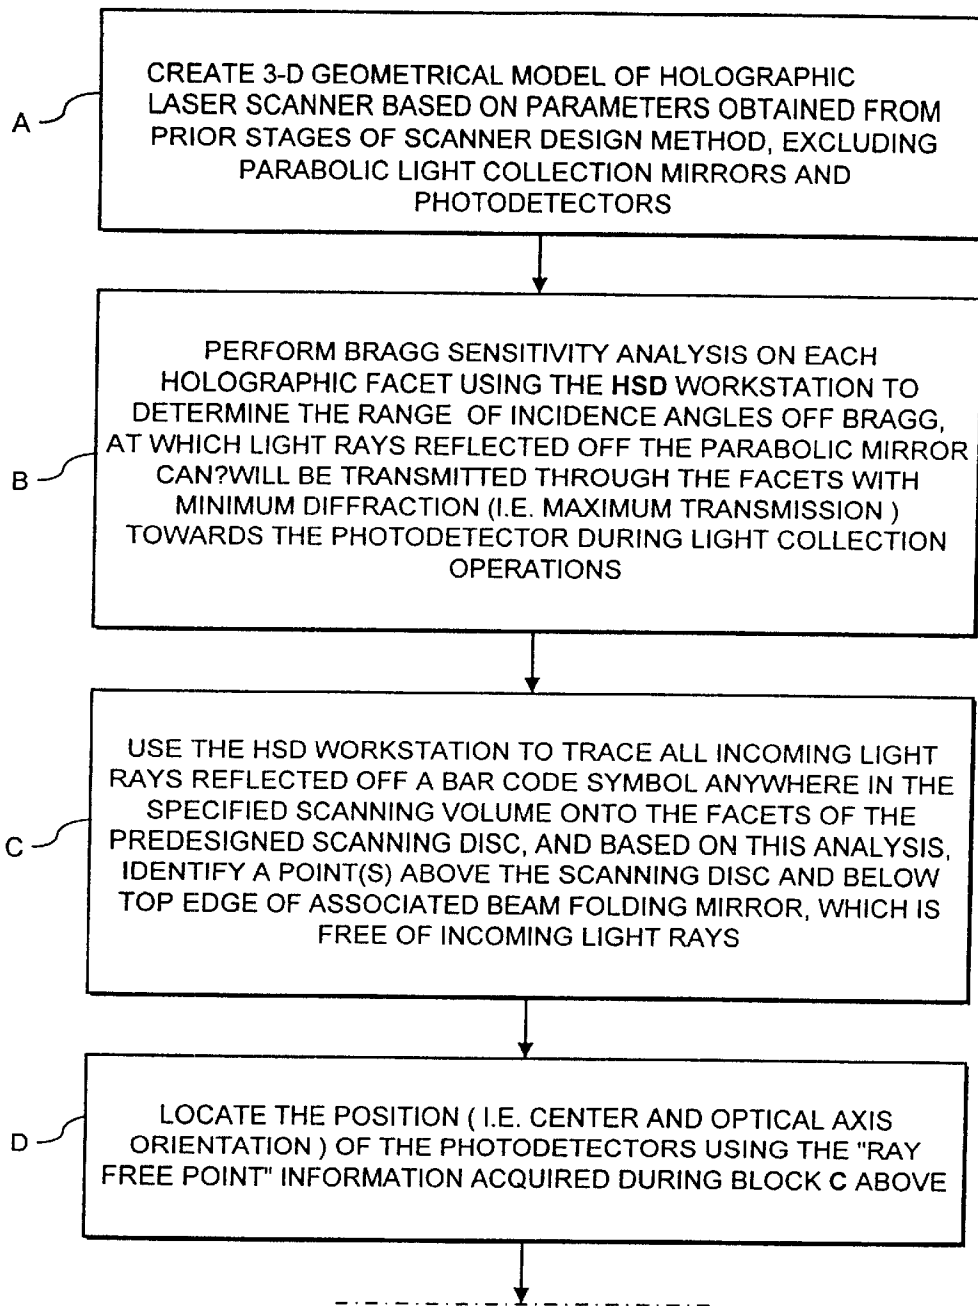 A
CREATE 3-D GEOMETRICAL MODEL OF HOLOGRAPHIC
LASER SCANNER BASED ON PARAMETERS OBTAINED FROM
PRIOR STAGES OF SCANNER DESIGN METHOD, EXCLUDING
PARABOLIC LIGHT COLLECTION MIRRORS AND
PHOTODETECTORS
B
PERFORM BRAGG SENSITIVITY ANALYSIS ON EACH
HOLOGRAPHIC FACET USING THE HSD WORKSTATION TO
DETERMINE THE RANGE OF INCIDENCE ANGLES OFF BRAGG,
AT WHICH LIGHT RAYS REFLECTED OFF THE PARABOLIC MIRROR
CAN?WILL BE TRANSMITTED THROUGH THE FACETS WITH
MINIMUM DIFFRACTION (I.E. MAXIMUM TRANSMISSION )
TOWARDS THE PHOTODETECTOR DURING LIGHT COLLECTION
OPERATIONS
C
USE THE HSD WORKSTATION TO TRACE ALL INCOMING LIGHT
RAYS REFLECTED OFF A BAR CODE SYMBOL ANYWHERE IN THE
SPECIFIED SCANNING VOLUME ONTO THE FACETS OF THE
PREDESIGNED SCANNING DISC, AND BASED ON THIS ANALYSIS,
IDENTIFY A POINT(S) ABOVE THE SCANNING DISC AND BELOW
TOP EDGE OF ASSOCIATED BEAM FOLDING MIRROR, WHICH IS
FREE OF INCOMING LIGHT RAYS
D
LOCATE THE POSITION ( I.E. CENTER AND OPTICAL AXIS
ORIENTATION ) OF THE PHOTODETECTORS USING THE "RAY
FREE POINT" INFORMATION ACQUIRED DURING BLOCK C ABOVE